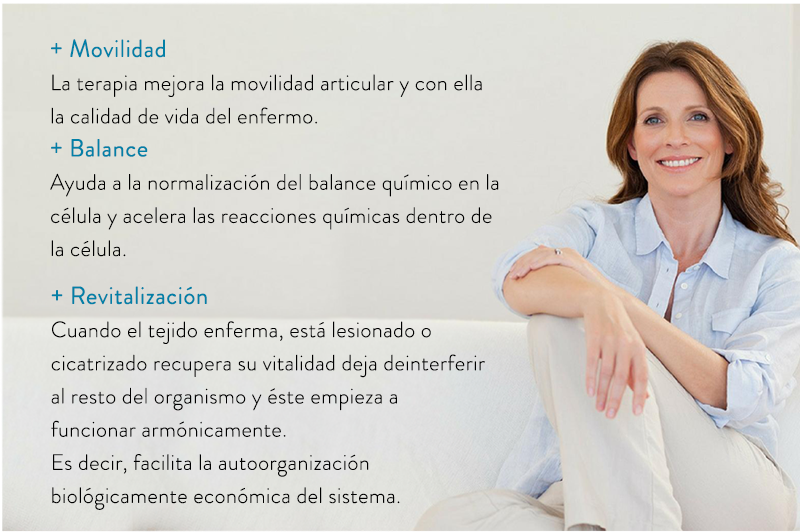 + Movilidad
La terapia mejora la movilidad articular y con ella
la calidad de vida del enfermo.
+ Balance
Ayuda a la normalización del balance químico en la
célula y acelera las reacciones químicas dentro de
la célula.
+ Revitalización
Cuando el tejido enferma, está lesionado o
cicatrizado recupera su vitalidad deja deinterferir
al resto del organismo y éste empieza a
funcionar armónicamente.
Es decir, facilita la autoorganización
biológicamente económica del sistema.